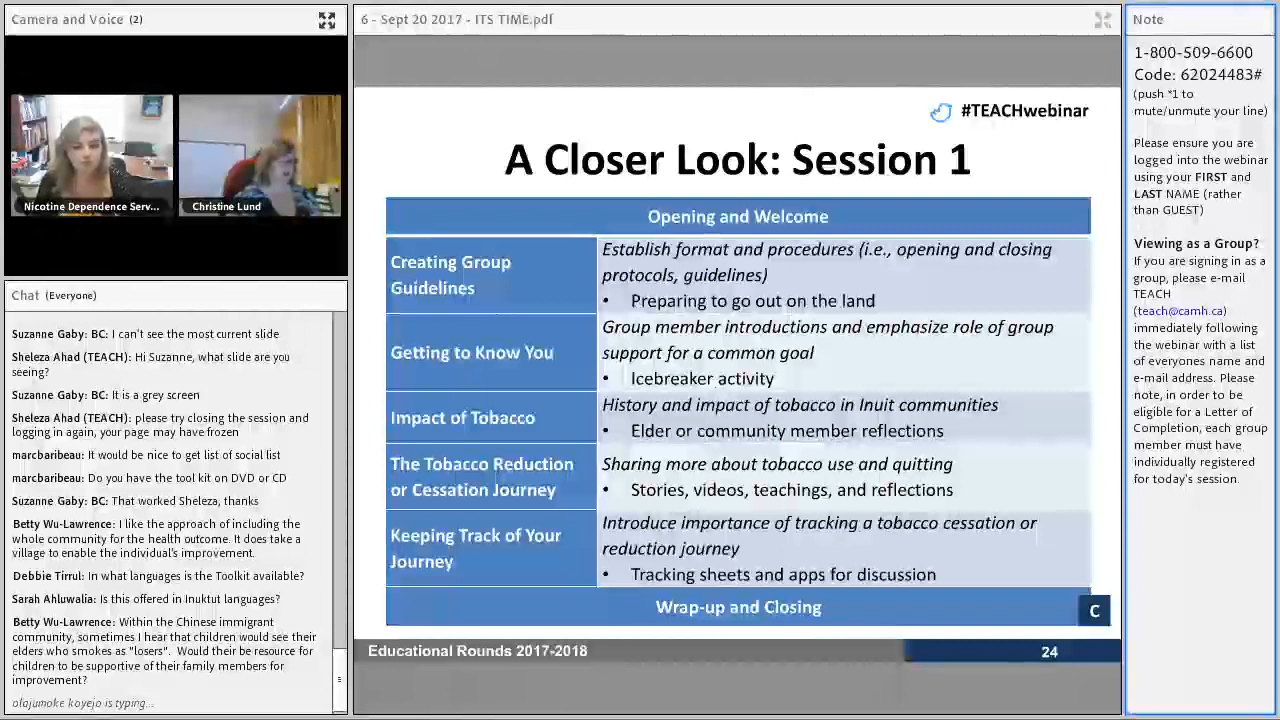 Camera and Voice (2)
Nicotine Dependence Serv...
Christine Lund
Chat (Everyone)
Suzanne Gaby: BC: I can't see the most current slide
Sheleza Ahad (TEACH): Hi Suzanne, what slide are you
seeing?
Suzanne Gaby: BC: It is a grey screen
Sheleza Ahad (TEACH): please try closing the session and
logging in again, your page may have frozen
marcbaribeau: It would be nice to get list of social list
marcbaribeau: Do you have the tool kit on DVD or CD
Suzanne Gaby: BC: That worked Sheleza, thanks
Betty Wu-Lawrence: I like the approach of including the
whole community for the health outcome. It does take a
village to enable the individual's improvement.
Debbie Tirrul: In what languages is the Toolkit available?
Sarah Ahluwalia: Is this offered in Inuktut languages?
Betty Wu-Lawrence: Within the Chinese immigrant
community, sometimes I hear that children would see their
elders who smokes as "losers". Would their be resource for
children to be supportive of their family members for
improvement?
olajumoke koyejo is typing...
6 - Sept 20 2017 - ITS TIME.pdf
#TEACHwebinar
A Closer Look: Session 1
Opening and Welcome
Creating Group
Guidelines
Establish format and procedures (i.e., opening and closing
protocols, guidelines)
• Preparing to go out on the land
Getting to Know You
Group member introductions and emphasize role of group
support for a common goal
• Icebreaker activity
Impact of Tobacco
History and impact of tobacco in Inuit communities
• Elder or community member reflections
The Tobacco Reduction
or Cessation Journey
Sharing more about tobacco use and quitting
• Stories, videos, teachings, and reflections
Keeping Track of Your
Journey
Introduce importance of tracking a tobacco cessation or
reduction journey
• Tracking sheets and apps for discussion
Wrap-up and Closing
C
Educational Rounds 2017-2018
24
Note
1-800-509-6600
Code: 62024483#
(push *1 to
mute/unmute your line)
Please ensure you are
logged into the webinar
using your FIRST and
LAST NAME (rather
than GUEST)
Viewing as a Group?
If you are signing in as a
group, please e-mail
TEACH
(teach@camh.ca)
immediately following
the webinar with a list
of everyones name and
e-mail address. Please
note, in order to be
eligible for a Letter of
Completion, each group
member must have
individually registered
for today's session.